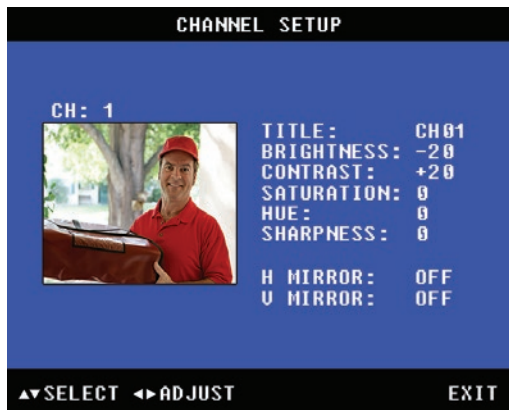 CHANNEL SETUP
CH: 1
TITLE: CH01
BRIGHTNESS: -20
CONTRAST: +20
SATURATION: 0
HUE: 0
SHARPNESS: 0
H MIRROR: OFF
V MIRROR: OFF
▲▼SELECT ◄►ADJUST EXIT